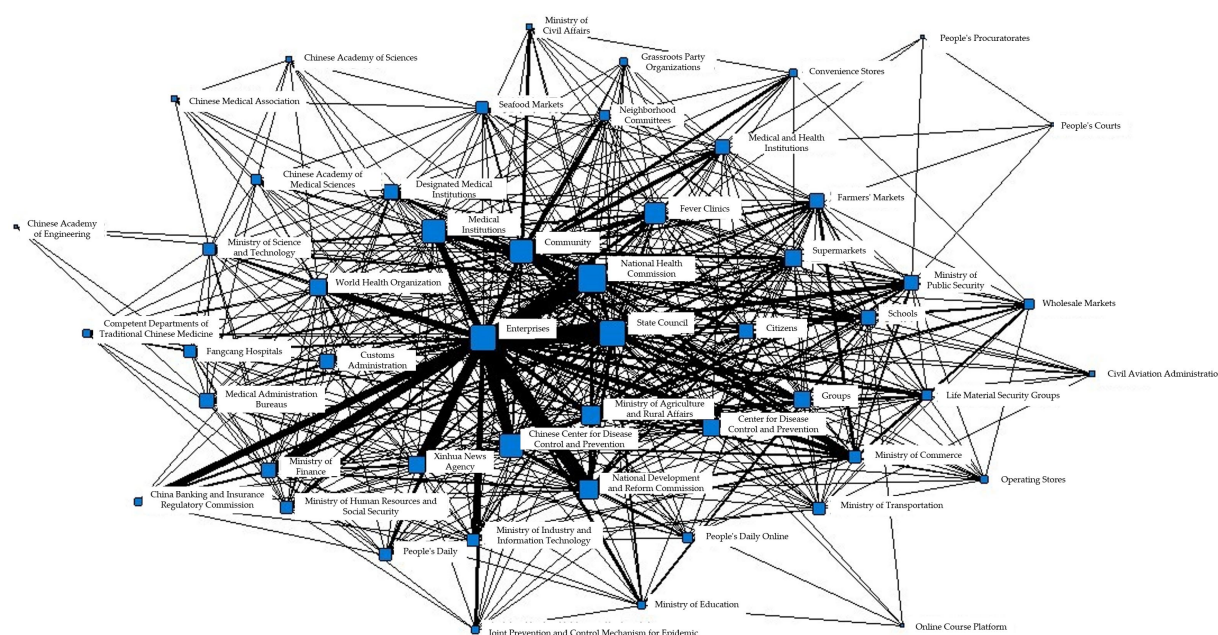 Ministry of
Civil Affairs
People's Procuratorates
Chinese Academy of Sciences
Grassroots Party
Organizations
Convenience Stores
Chinese Medical Association
Seafood Markets
Neighborhood
Committees
People's Courts
Medical and Health
Institutions
Chinese Academy of
Medical Sciences
Designated Medical
Institutions
Farmers' Markets
Fever Clinics
Chinese Academy
of Engineering
Medical
Institutions
Ministry of Science
and Technology
Community
Supermarkets
National Health
Commission
World Health Organization
Ministry of
Public Security
Wholesale Markets
Schools
Competent Departments of
Traditional Chinese Medicine
Enterprises
State Council
Citizens
Fangcang Hospitals
Customs
Administration
Civil Aviation Administratio
Medical Administration
Bureaus
Groups
Life Material Security Groups
Ministry of Agriculture
and Rural Affairs
Center for Disease
Control and Prevention
Chinese Center for Disease
Control and Prevention
Ministry of Commerce
Ministry of
Finance
Xinhua News
Agency
National Development
and Reform Commission
Operating Stores
China Banking and Insurance
Regulatory Commission
Ministry of Human Resources and
Social Security
Ministry of Transportation
Ministry of Industry and
Information Technology
People's Daily Online
People's Daily
Ministry of Education
Online Course Platform
Joint Prevention and Control Mechanism for Epidemic